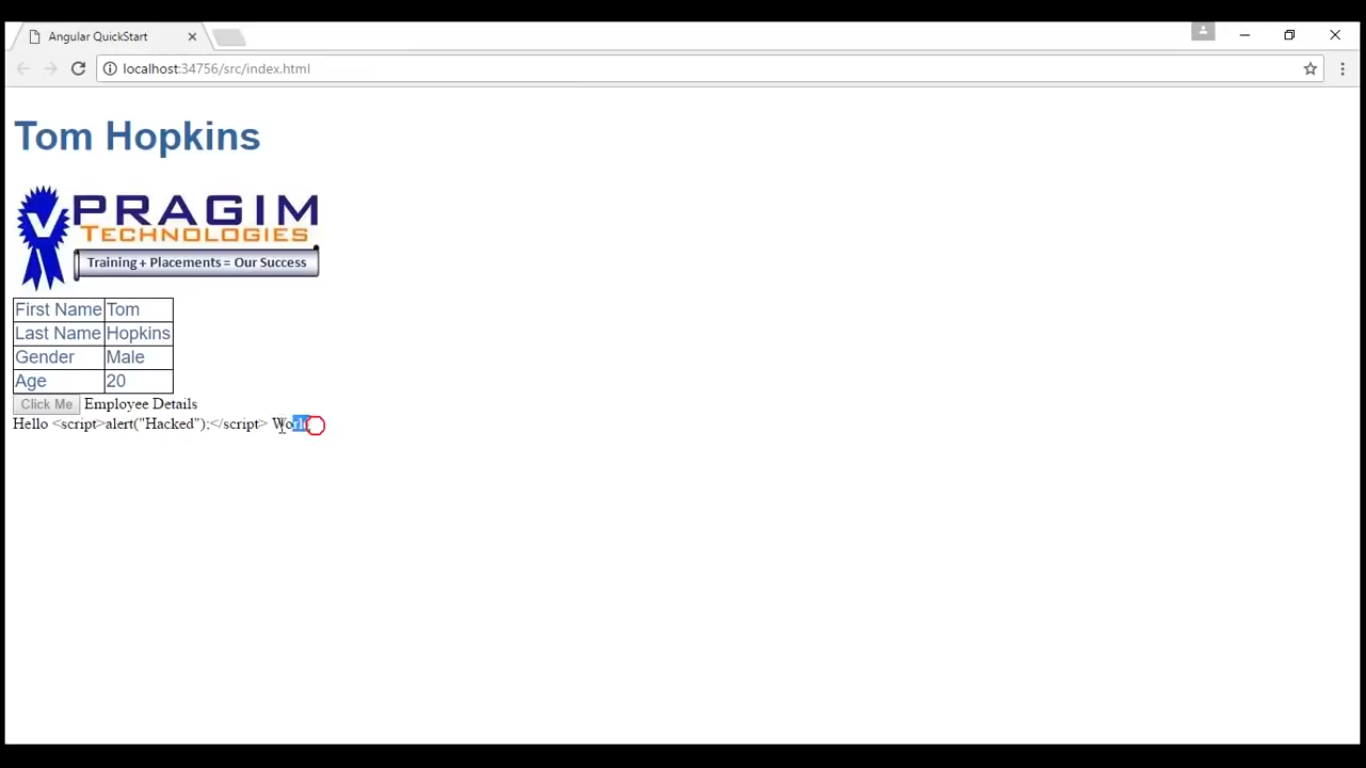 Angular QuickStart
localhost:34756/src/index.html
Tom Hopkins
PRAGIM
TECHNOLOGIES
Training + Placements = Our Success
First Name Tom
Last Name Hopkins
Gender Male
Age 20
Click Me Employee Details
Hello <script>alert("Hacked");</script> World